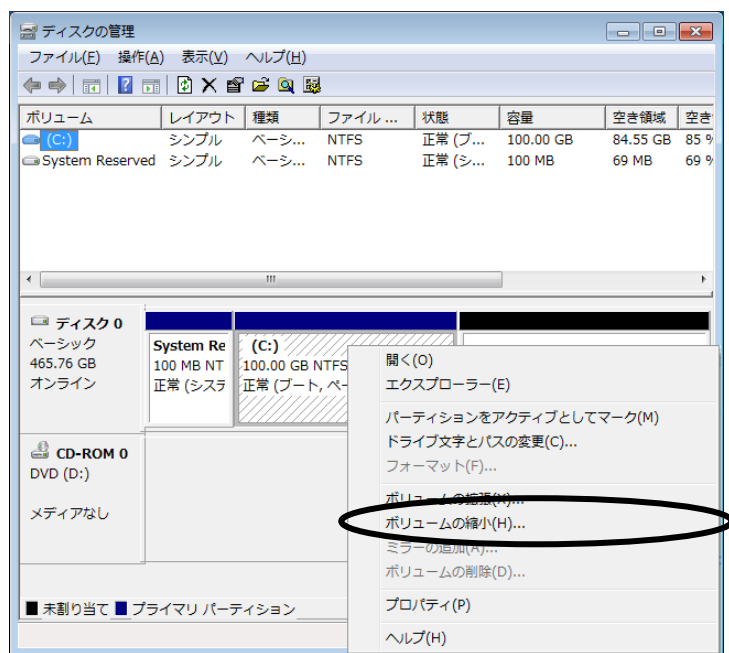 ディスクの管理
ファイル(F) 操作(A) 表示(V) ヘルプ(H)
ボリューム レイアウト 種類 ファイル ... 状態 容量 空き領域 空き
(C:) シンプル ベーシ... NTFS 正常 (ブ... 100.00 GB 84.55 GB 85 %
System Reserved シンプル ベーシ... NTFS 正常 (シ... 100 MB 69 MB 69 %
ディスク 0
ベーシック
465.76 GB
オンライン
System Re
100 MB NT
正常 (システ
(C:)
100.00 GB NTFS
正常 (ブート, ペー
開く(O)
エクスプローラー(E)
パーティションをアクティブとしてマーク(M)
ドライブ文字とパスの変更(C)...
フォーマット(F)...
ボリュームの拡張(X)...
ボリュームの縮小(H)...
ミラーの追加(A)...
ボリュームの削除(D)...
プロパティ(P)
ヘルプ(H)
CD-ROM 0
DVD (D:)
メディアなし
未割り当て プライマリ パーティション